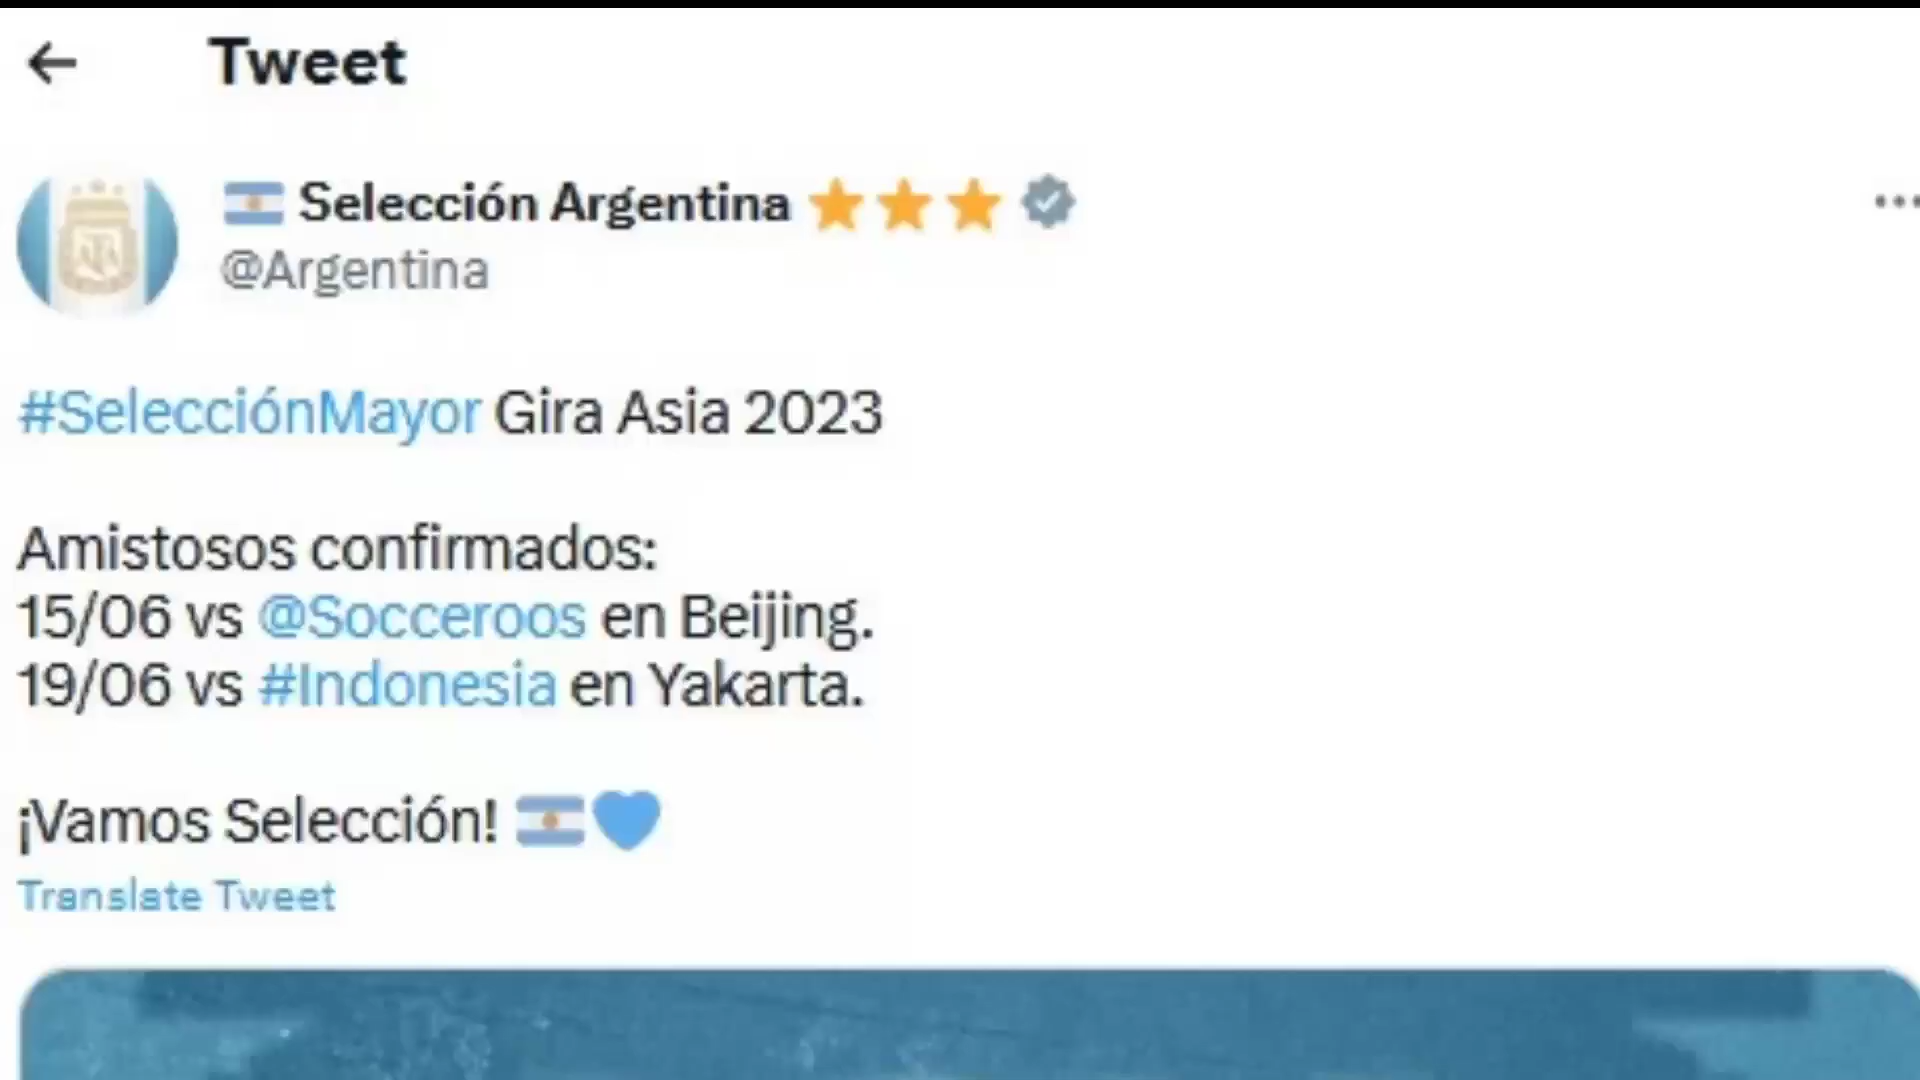 Tweet
Selección Argentina
@Argentina
#SelecciónMayor Gira Asia 2023
Amistosos confirmados:
15/06 vs @Socceroos en Beijing.
19/06 vs #Indonesia en Yakarta.
¡Vamos Selección!
Translate Tweet